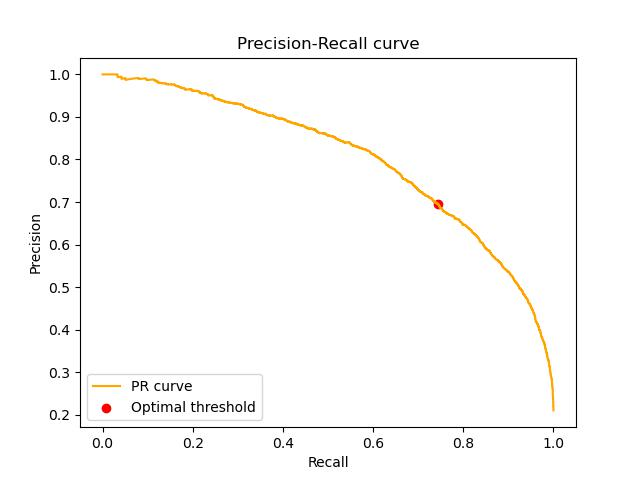 Precision-Recall curve
1.0
0.9
0.8
0.7
0.6
0.5
0.4
0.3
0.2
Precision
PR curve
Optimal threshold
0.0 0.2 0.4 0.6 0.8 1.0
Recall